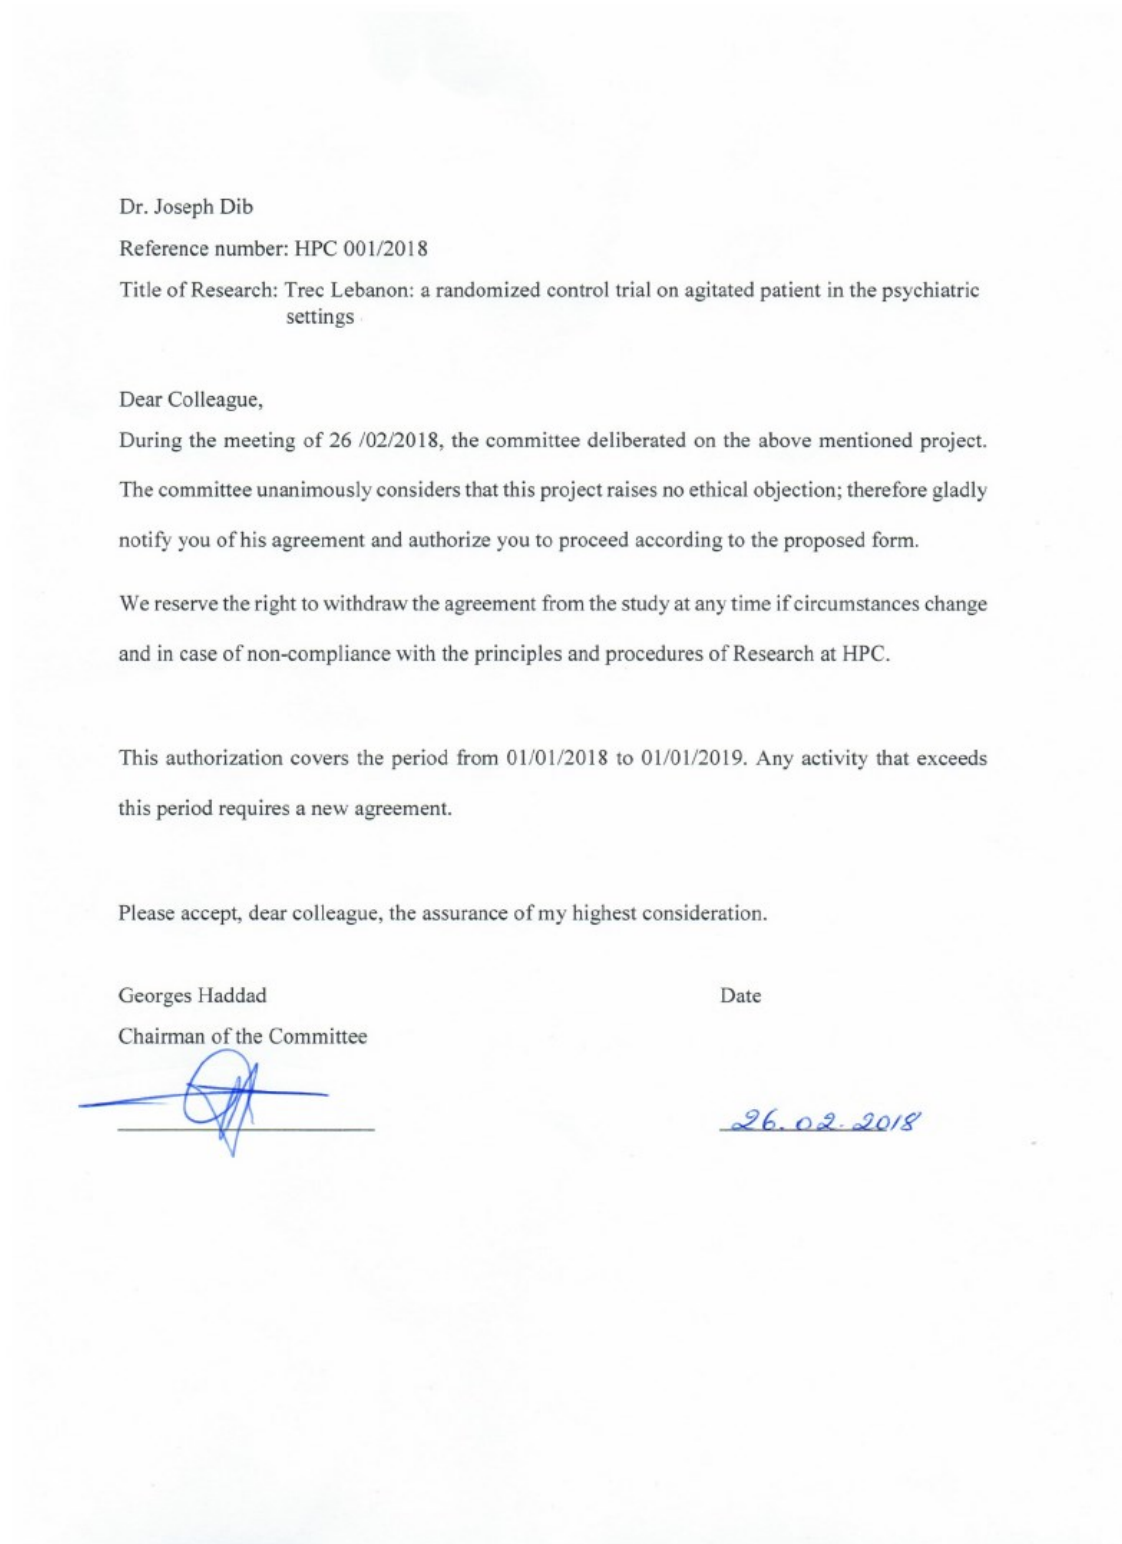 Dr. Joseph Dib
Reference number: HPC 001/2018
Title of Research: Trec Lebanon: a randomized control trial on agitated patient in the psychiatric
settings
Dear Colleague,
During the meeting of 26 /02/2018, the committee deliberated on the above mentioned project.
The committee unanimously considers that this project raises no ethical objection; therefore gladly
notify you of his agreement and authorize you to proceed according to the proposed form.
We reserve the right to withdraw the agreement from the study at any time if circumstances change
and in case of non-compliance with the principles and procedures of Research at HPC.
This authorization covers the period from 01/01/2018 to 01/01/2019. Any activity that exceeds
this period requires a new agreement.
Please accept, dear colleague, the assurance of my highest consideration.
Georges Haddad Date
Chairman of the Committee
26.02.2018